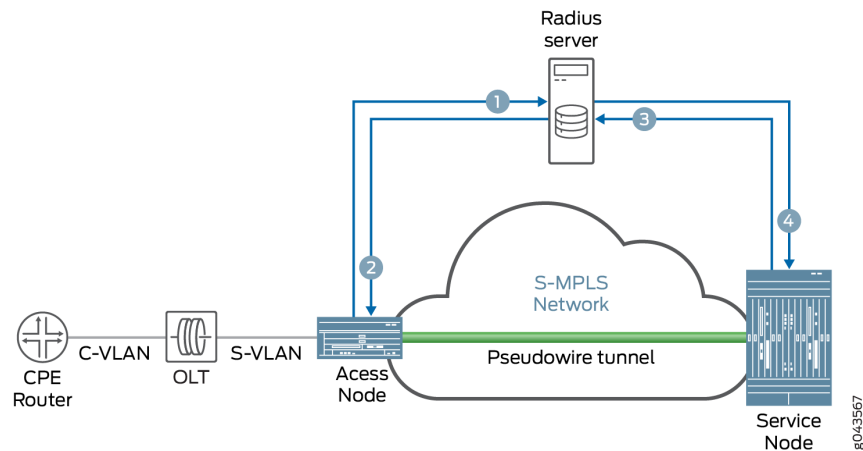 Radius
server
1
3
2
4
S-MPLS
Network
C-VLAN
S-VLAN
Pseudowire tunnel
CPE
Router
OLT
Acess
Node
Service
Node
g043567